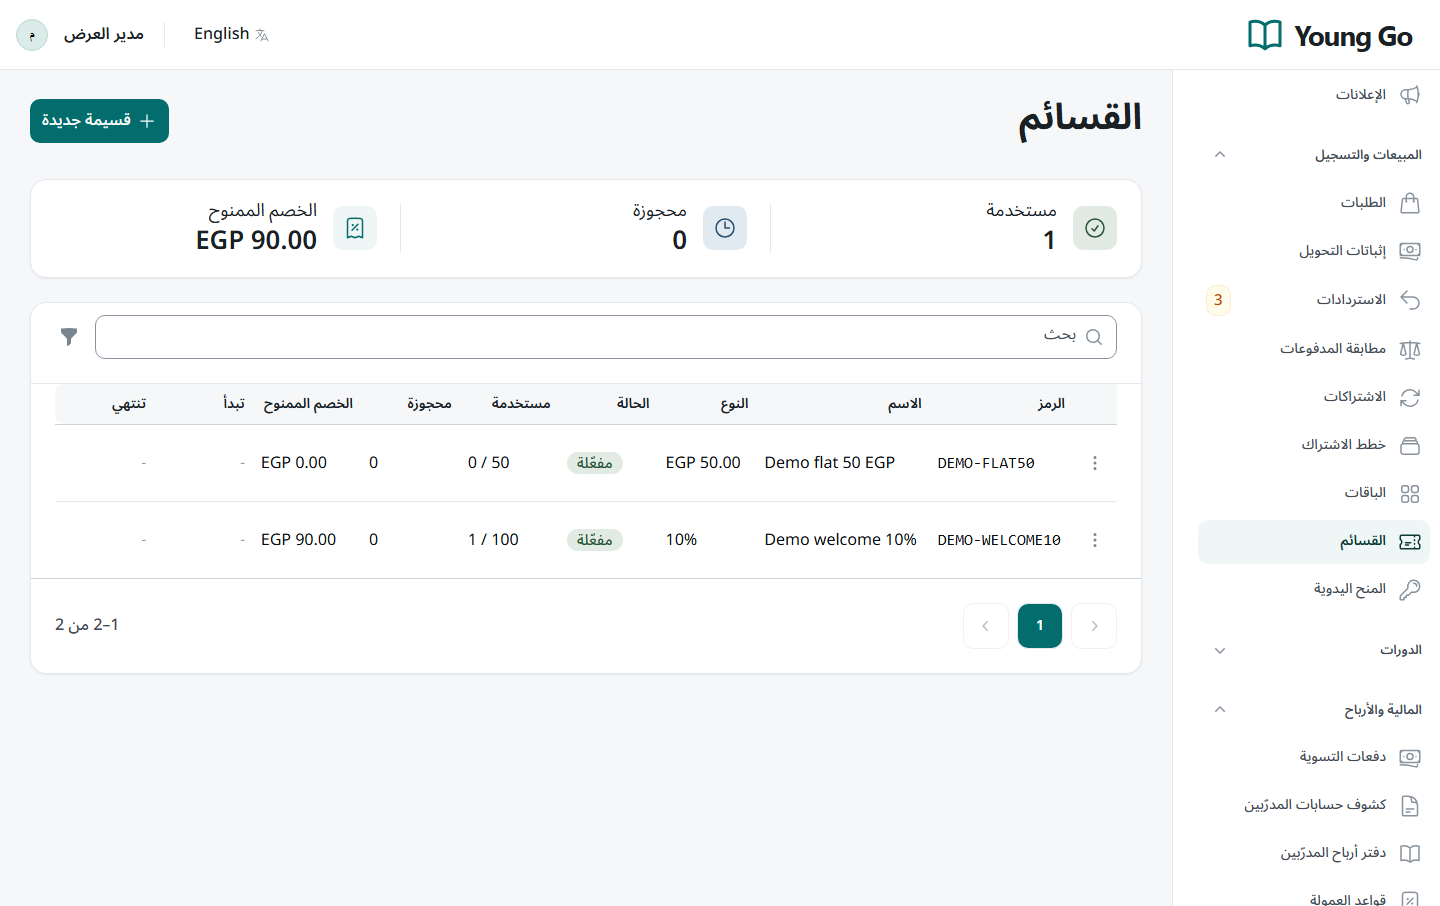 Young Go
English
مدير العرض
م
الإعلانات
المبيعات والتسجيل
الطلبات
إثباتات التحويل
الاستردادات
3
مطابقة المدفوعات
الاشتراكات
خطط الاشتراك
الباقات
القسائم
المنح اليدوية
الدورات
المالية والأرباح
دفعات التسوية
كشوف حسابات المدرّبين
دفتر أرباح المدرّبين
قواعد العمولة
القسائم
قسيمة جديدة
مستخدمة
1
محجوزة
0
الخصم الممنوح
EGP 90.00
بحث
الرمز الاسم النوع الحالة مستخدمة محجوزة الخصم الممنوح تبدأ تنتهي
DEMO-FLAT50 Demo flat 50 EGP EGP 50.00 مفعّلة 0 / 50 0 EGP 0.00 - -
DEMO-WELCOME10 Demo welcome 10% 10% مفعّلة 1 / 100 0 EGP 90.00 - -
1
1–2 من 2